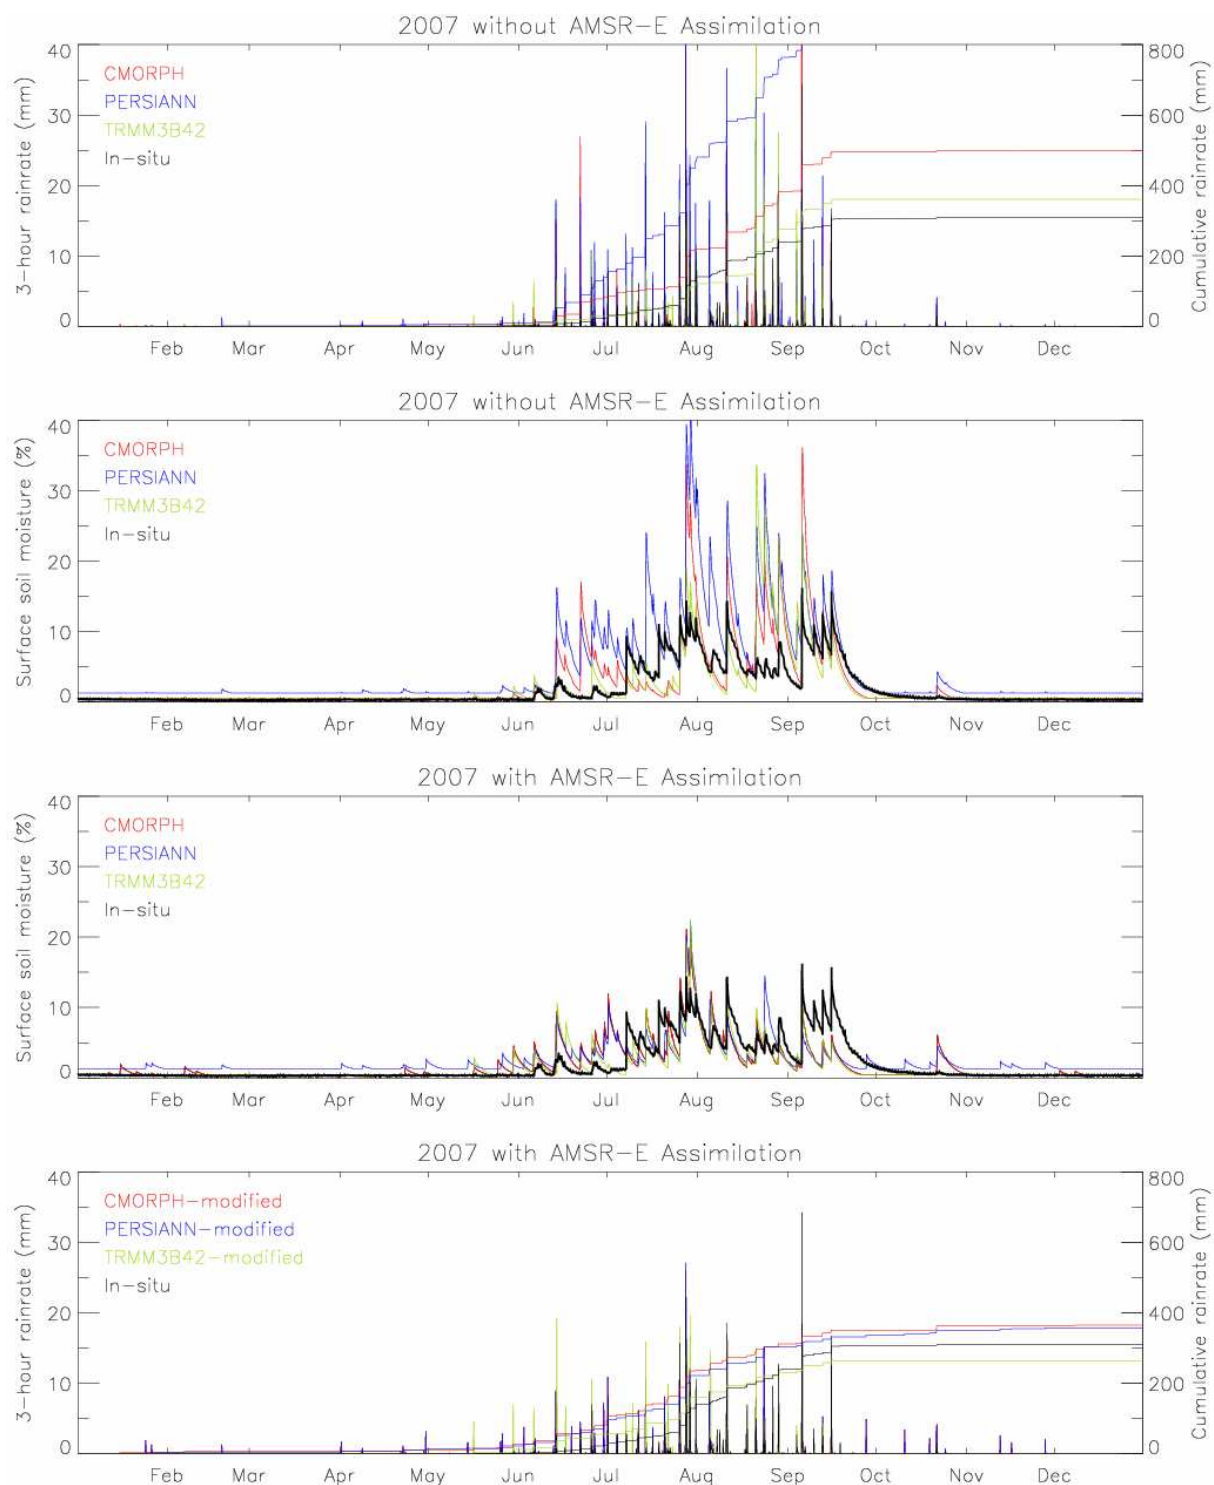 2007 without AMSR-E Assimilation
40 800
CMORPH
PERSIANN
TRMM3B42
In-situ
30 600
20 400
10 200
0 0
3-hour rainrate (mm)
Cumulative rainrate (mm)
Feb Mar Apr May Jun Jul Aug Sep Oct Nov Dec
2007 without AMSR-E Assimilation
40
CMORPH
PERSIANN
TRMM3B42
In-situ
30
20
10
0
Surface soil moisture (%)
Feb Mar Apr May Jun Jul Aug Sep Oct Nov Dec
2007 with AMSR-E Assimilation
40
CMORPH
PERSIANN
TRMM3B42
In-situ
30
20
10
0
Surface soil moisture (%)
Feb Mar Apr May Jun Jul Aug Sep Oct Nov Dec
2007 with AMSR-E Assimilation
40 800
CMORPH-modified
PERSIANN-modified
TRMM3B42-modified
In-situ
30 600
20 400
10 200
0 0
3-hour rainrate (mm)
Cumulative rainrate (mm)
Feb Mar Apr May Jun Jul Aug Sep Oct Nov Dec